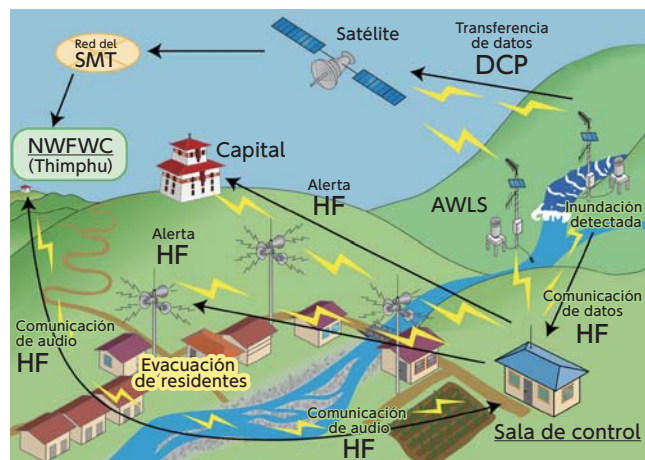 Satélite
Transferencia
de datos
DCP
Red del
SMT
NWFWC
(Thimphu)
Capital
Alerta
HF
AWLS
Inundación
detectada
Alerta
HF
Comunicación
de datos
HF
Comunicación
de audio
HF
Evacuación
de residentes
Comunicación
de audio
HF
Sala de control